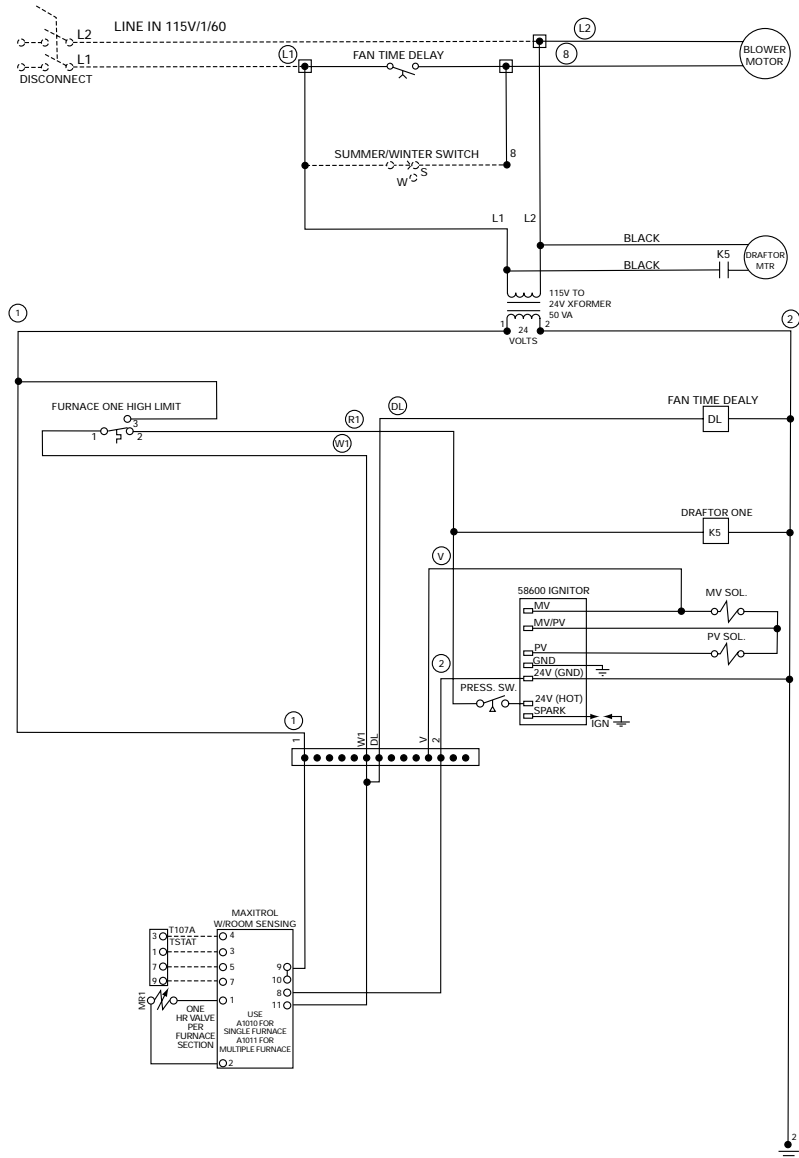 LINE IN 115V/1/60
L2
L1
DISCONNECT
L1
FAN TIME DELAY
L2
8
BLOWER
MOTOR
SUMMER/WINTER SWITCH
S
W
8
L1
L2
BLACK
BLACK
K5
DRAFTOR
MTR
115V TO
24V XFORMER
50 VA
1
24
VOLTS
2
1
2
FURNACE ONE HIGH LIMIT
3
1
2
R1
W1
DL
FAN TIME DEALY
DL
DRAFTOR ONE
K5
V
58600 IGNITOR
MV
MV/PV
PV
GND
24V (GND)
24V (HOT)
SPARK
MV SOL.
PV SOL.
2
PRESS. SW.
IGN
1
1
W1
DL
V
2
MAXITROL
W/ROOM SENSING
T107A
TSTAT
3
1
7
9
4
3
5
7
1
2
9
10
8
11
MR1
ONE
HR VALVE
PER
FURNACE
SECTION
USE
A1010 FOR
SINGLE FURNACE
A1011 FOR
MULTIPLE FURNACE
2